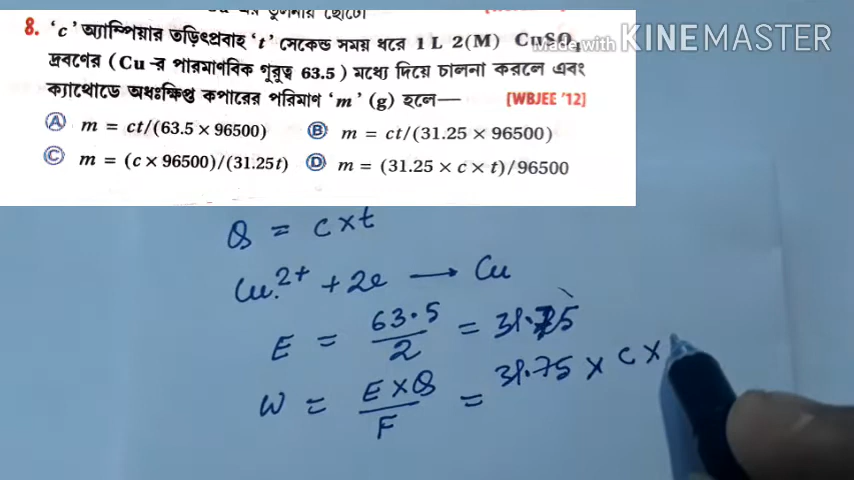 8. 'c' অ্যাম্পিয়ার তড়িৎপ্রবাহ 't' সেকেন্ড সময় ধরে 1 L 2(M) CuSO₄
Made with KINEMASTER
দ্রবণের (Cu-র পারমাণবিক গুরুত্ব 63.5) মধ্যে দিয়ে চালনা করলে এবং
ক্যাথোডে অধঃক্ষিপ্ত কপারের পরিমাণ 'm' (g) হলে— [WBJEE '12]
Ⓐ m = ct/(63.5 × 96500) Ⓑ m = ct/(31.25 × 96500)
Ⓒ m = (c × 96500)/(31.25t) Ⓓ m = (31.25 × c × t)/96500
Q = c×t
Cu²⁺ + 2e ⟶ Cu
E = 63.5/2 = 31.75
W = E×Q/F = 31.75 × c ×